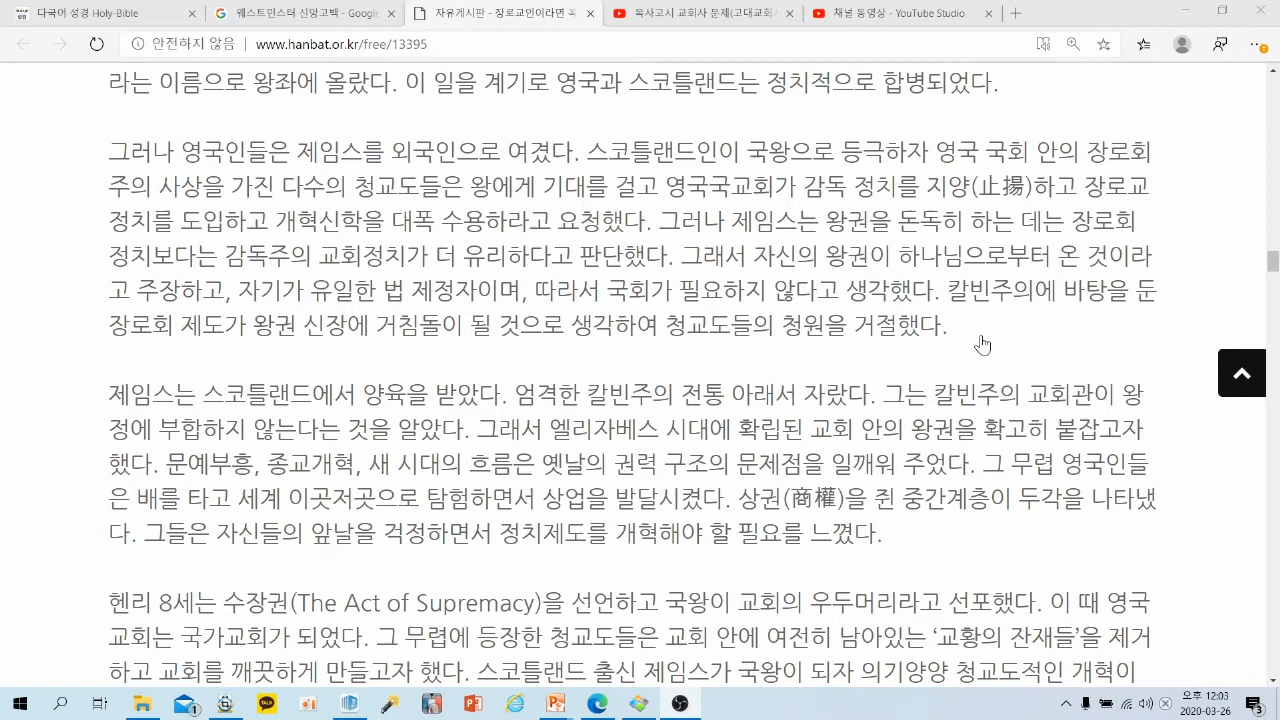 다국어 성경 Holy-Bible
웨스트민스터 신앙고백 - Google
자유게시판 - 장로교인이라면 꼭
목사고시 교회사 문제(고대교회
채널 동영상 - YouTube Studio
안전하지 않음 www.hanbat.or.kr/free/13395
라는 이름으로 왕좌에 올랐다. 이 일을 계기로 영국과 스코틀랜드는 정치적으로 합병되었다.
그러나 영국인들은 제임스를 외국인으로 여겼다. 스코틀랜드인이 국왕으로 등극하자 영국 국회 안의 장로회
주의 사상을 가진 다수의 청교도들은 왕에게 기대를 걸고 영국국교회가 감독 정치를 지양(止揚)하고 장로교
정치를 도입하고 개혁신학을 대폭 수용하라고 요청했다. 그러나 제임스는 왕권을 돈독히 하는 데는 장로회
정치보다는 감독주의 교회정치가 더 유리하다고 판단했다. 그래서 자신의 왕권이 하나님으로부터 온 것이라
고 주장하고, 자기가 유일한 법 제정자이며, 따라서 국회가 필요하지 않다고 생각했다. 칼빈주의에 바탕을 둔
장로회 제도가 왕권 신장에 거침돌이 될 것으로 생각하여 청교도들의 청원을 거절했다.
제임스는 스코틀랜드에서 양육을 받았다. 엄격한 칼빈주의 전통 아래서 자랐다. 그는 칼빈주의 교회관이 왕
정에 부합하지 않는다는 것을 알았다. 그래서 엘리자베스 시대에 확립된 교회 안의 왕권을 확고히 붙잡고자
했다. 문예부흥, 종교개혁, 새 시대의 흐름은 옛날의 권력 구조의 문제점을 일깨워 주었다. 그 무렵 영국인들
은 배를 타고 세계 이곳저곳으로 탐험하면서 상업을 발달시켰다. 상권(商權)을 쥔 중간계층이 두각을 나타냈
다. 그들은 자신들의 앞날을 걱정하면서 정치제도를 개혁해야 할 필요를 느꼈다.
헨리 8세는 수장권(The Act of Supremacy)을 선언하고 국왕이 교회의 우두머리라고 선포했다. 이 때 영국
교회는 국가교회가 되었다. 그 무렵에 등장한 청교도들은 교회 안에 여전히 남아있는 ‘교황의 잔재들’을 제거
하고 교회를 깨끗하게 만들고자 했다. 스코틀랜드 출신 제임스가 국왕이 되자 의기양양 청교도적인 개혁이
TALK
오후 12:03
2020-03-26